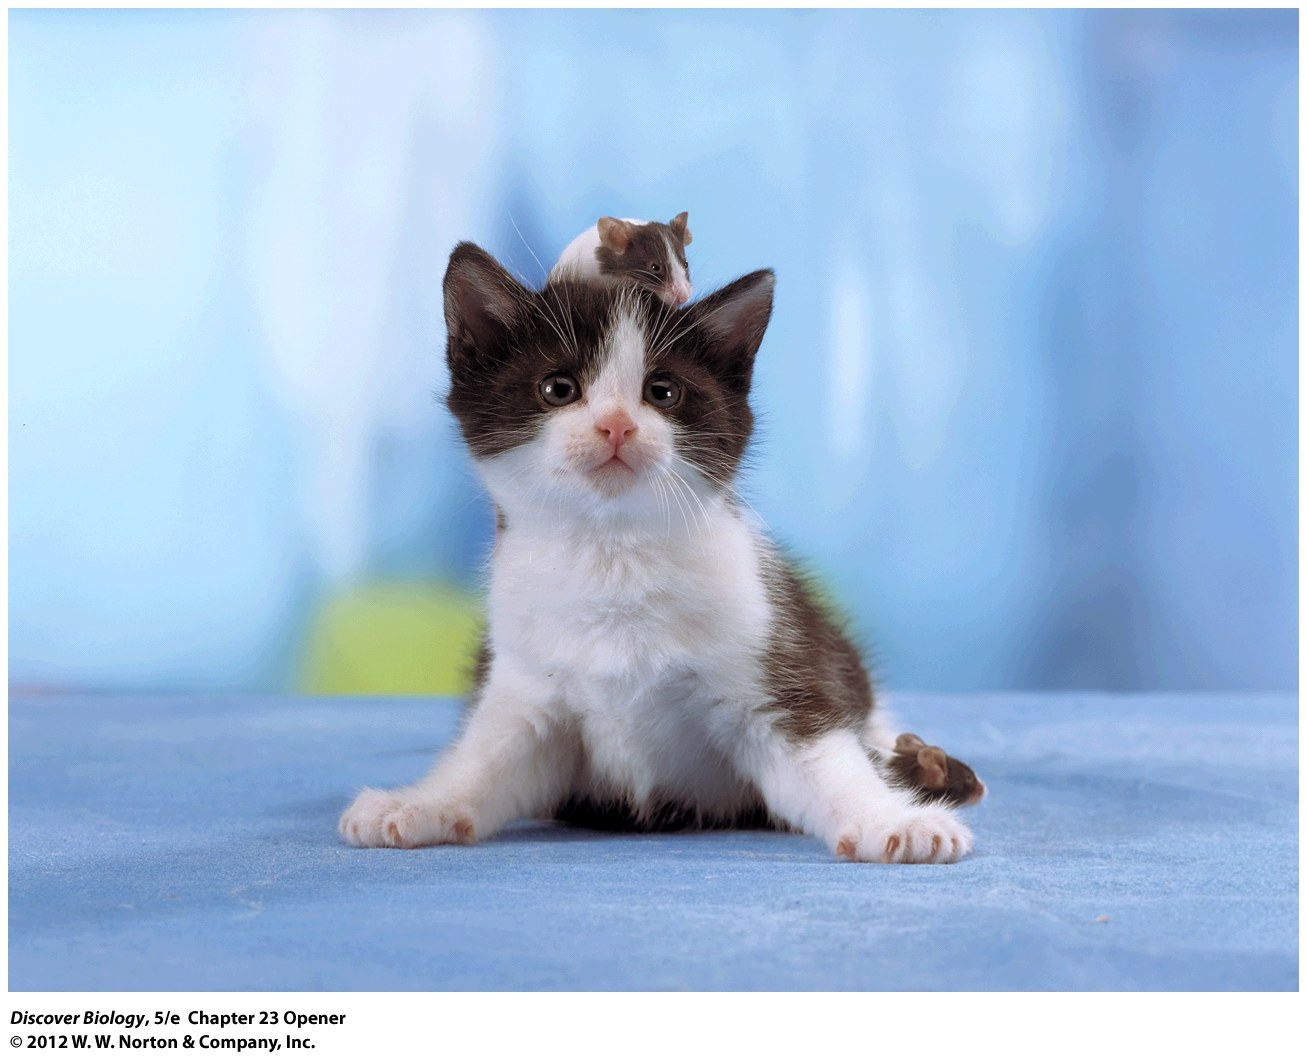 Discover Biology, 5/e Chapter 23 Opener
© 2012 W. W. Norton & Company, Inc.